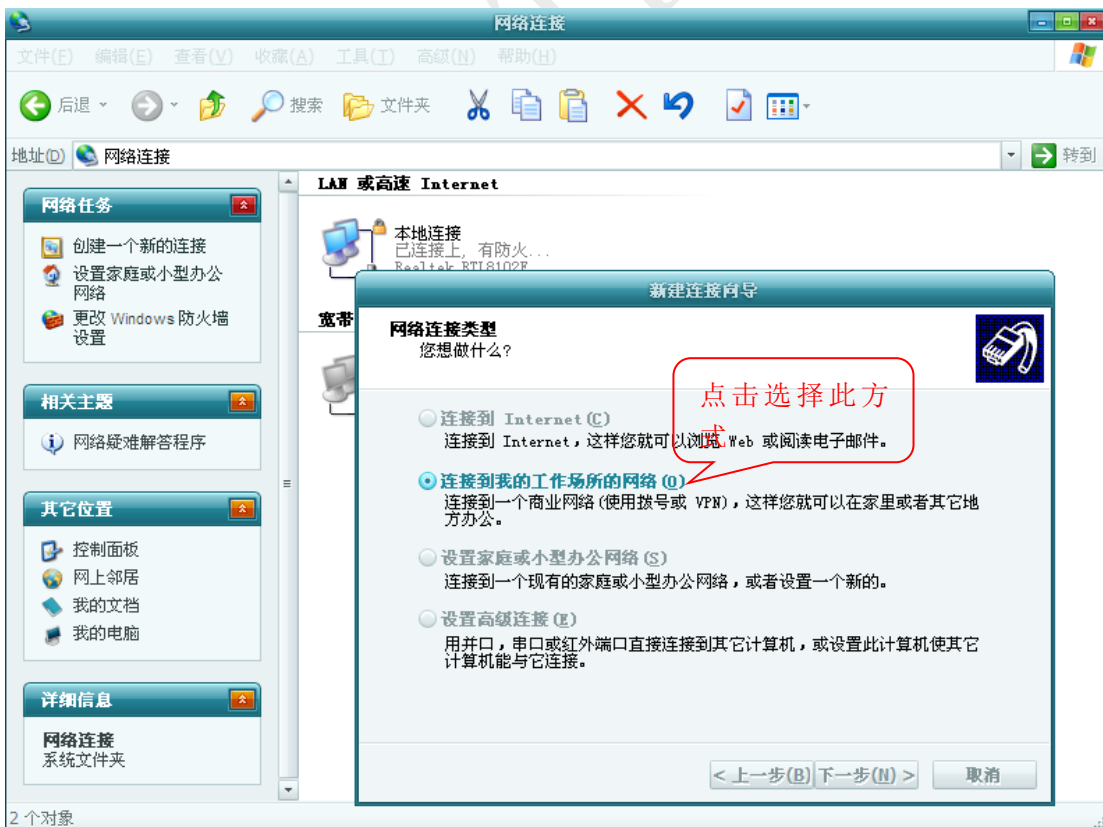 网络连接
文件(F) 编辑(E) 查看(V) 收藏(A) 工具(T) 高级(N) 帮助(H)
后退 搜索 文件夹
地址(D) 网络连接 转到
网络任务
创建一个新的连接
设置家庭或小型办公
网络
更改 Windows 防火墙
设置
相关主题
网络疑难解答程序
其它位置
控制面板
网上邻居
我的文档
我的电脑
详细信息
网络连接
系统文件夹
LAN 或高速 Internet
本地连接
已连接上, 有防火...
Realtek RTL8102E
宽带
新建连接向导
网络连接类型
您想做什么?
点击选择此方
式
连接到 Internet(C)
连接到 Internet,这样您就可以浏览 Web 或阅读电子邮件。
连接到我的工作场所的网络(O)
连接到一个商业网络(使用拨号或 VPN),这样您就可以在家里或者其它地
方办公。
设置家庭或小型办公网络(S)
连接到一个现有的家庭或小型办公网络,或者设置一个新的。
设置高级连接(E)
用并口,串口或红外端口直接连接到其它计算机,或设置此计算机使其它
计算机能与它连接。
< 上一步(B) 下一步(N) > 取消
2 个对象